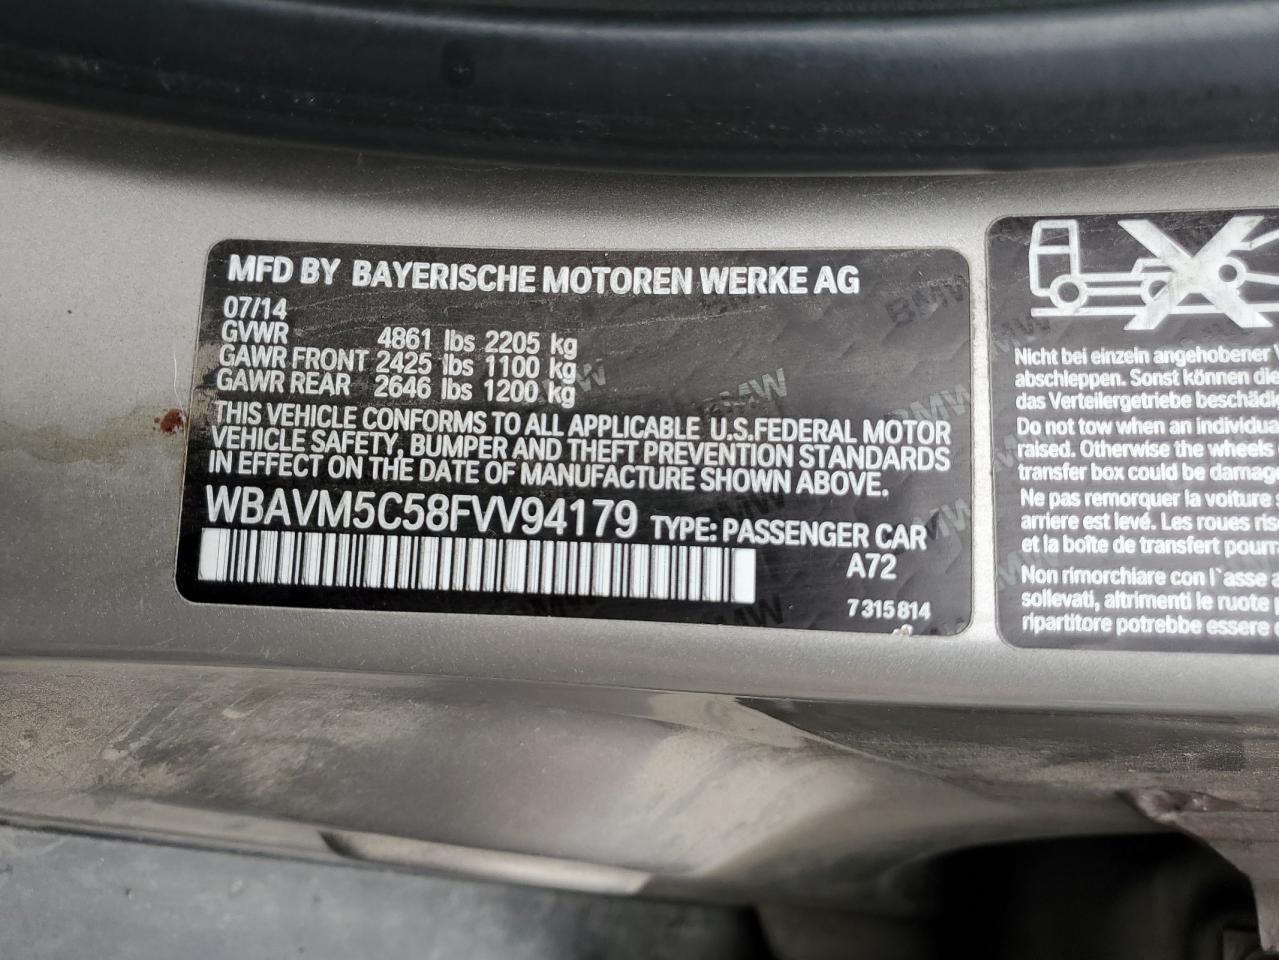 MFD BY BAYERISCHE MOTOREN WERKE AG
07/14
GVWR 4861 lbs 2205 kg
GAWR FRONT 2425 lbs 1100 kg
GAWR REAR 2646 lbs 1200 kg
THIS VEHICLE CONFORMS TO ALL APPLICABLE U.S.FEDERAL MOTOR
VEHICLE SAFETY, BUMPER AND THEFT PREVENTION STANDARDS
IN EFFECT ON THE DATE OF MANUFACTURE SHOWN ABOVE.
WBAVM5C58FVV94179 TYPE: PASSENGER CAR
A72
7 315 814
Nicht bei einzeln angehobener
abschleppen. Sonst können die
das Verteilergetriebe
Do not tow when an
raised. Otherwise the wheels
transfer box could be
Ne pas remorquer la voiture
arriere est levé. Les roues
et la boîte de transfert
Non rimorchiare con l`asse
sollevati, altrimenti le ruote
ripartitore potrebbe essere